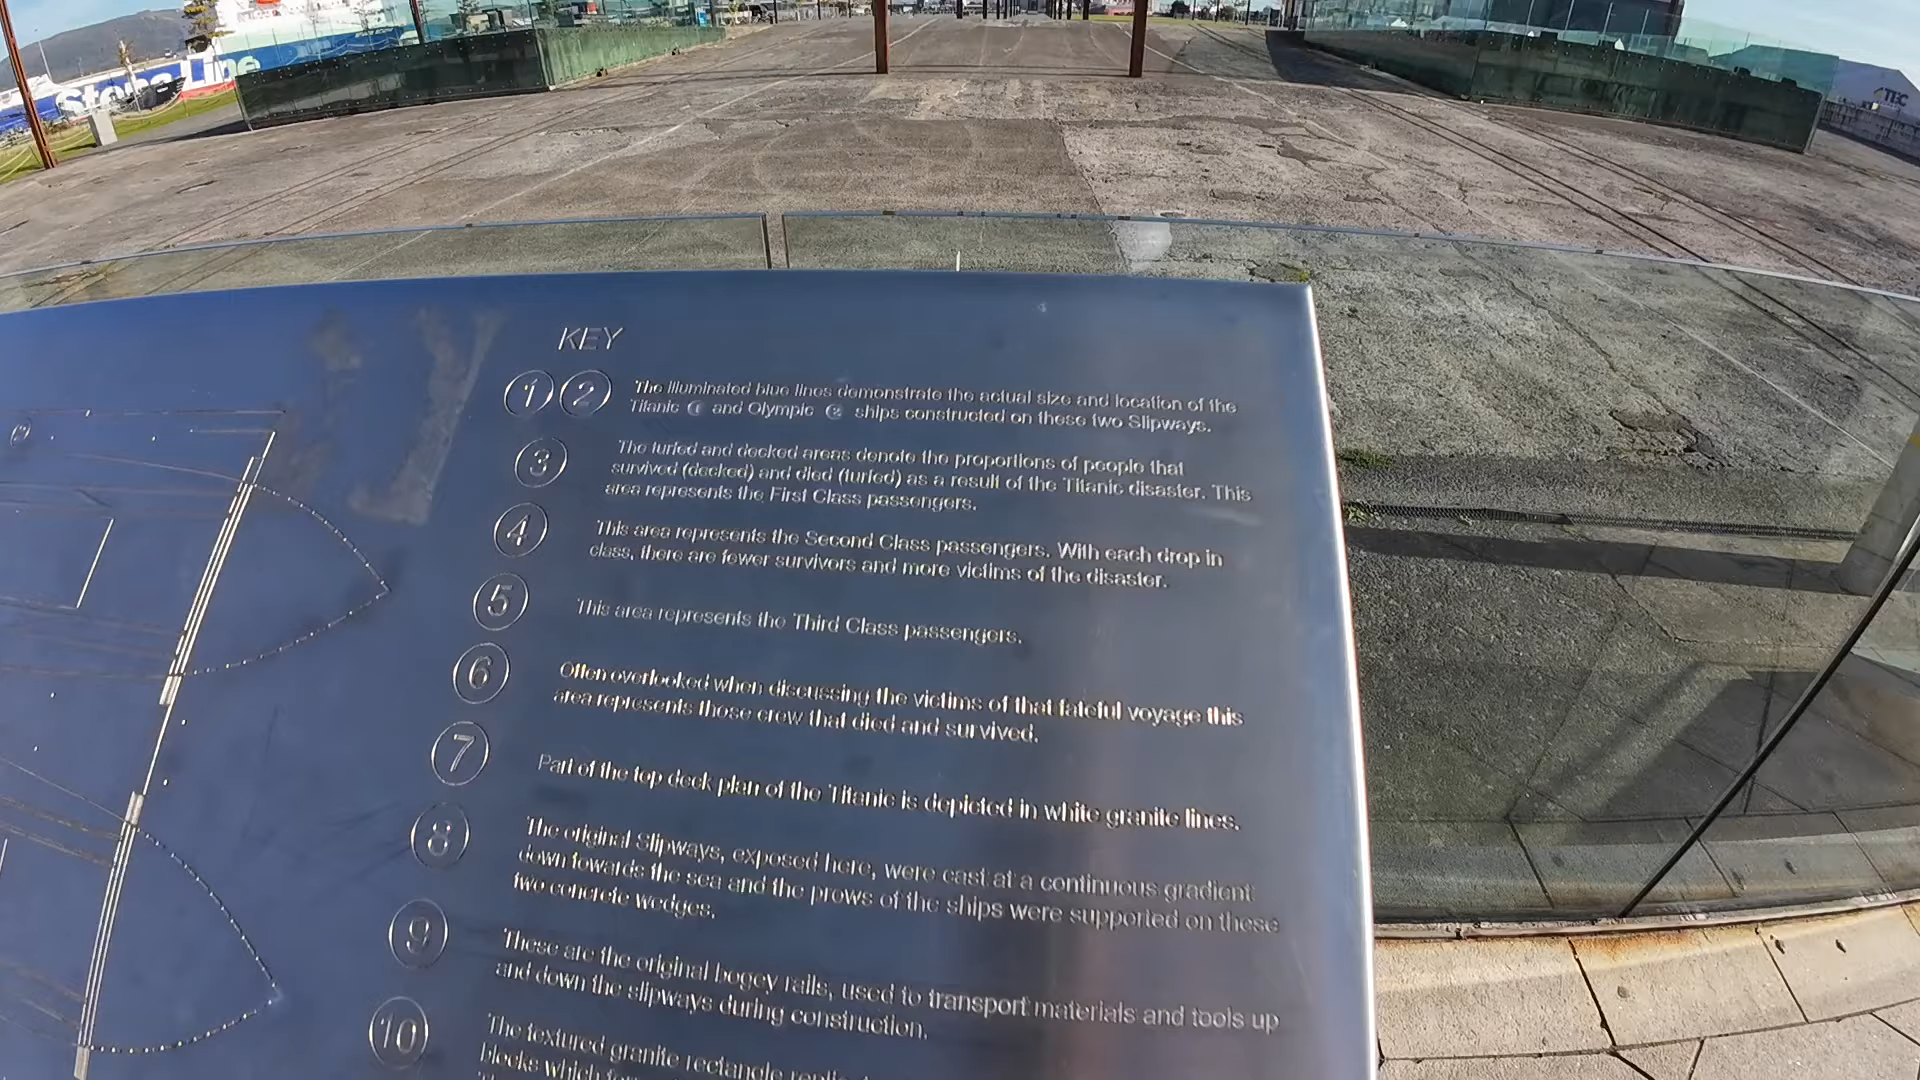 Stena Line
TEC
KEY
1 2 The illuminated blue lines demonstrate the actual size and location of the
Titanic 1 and Olympic 2 ships constructed on these two Slipways.
3 The turfed and decked areas denote the proportions of people that
survived (decked) and died (turfed) as a result of the Titanic disaster. This
area represents the First Class passengers.
4 This area represents the Second Class passengers. With each drop in
class, there are fewer survivors and more victims of the disaster.
5 This area represents the Third Class passengers.
6 Often overlooked when discussing the victims of that fateful voyage this
area represents those crew that died and survived.
7 Part of the top deck plan of the Titanic is depicted in white granite lines.
8 The original Slipways, exposed here, were cast at a continuous gradient
down towards the sea and the prows of the ships were supported on these
two concrete wedges.
9 These are the original bogey rails, used to transport materials and tools up
and down the slipways during construction.
10 The textured granite rectangle
blocks which